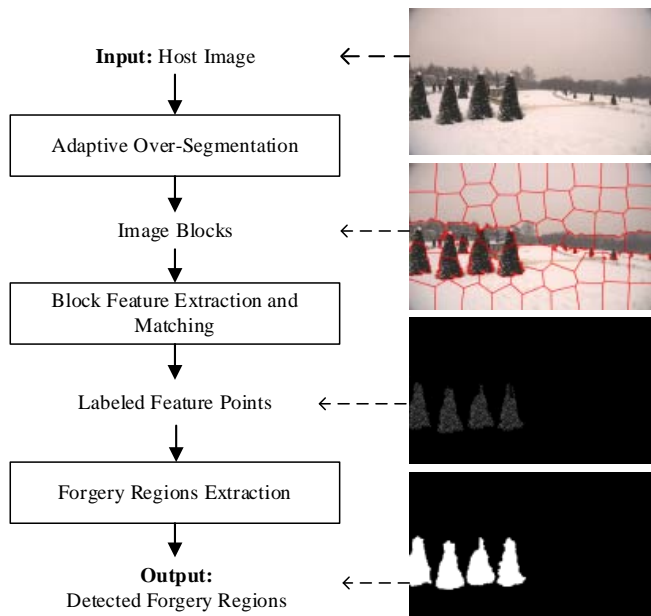 Input: Host Image
Adaptive Over-Segmentation
Image Blocks
Block Feature Extraction and
Matching
Labeled Feature Points
Forgery Regions Extraction
Output:
Detected Forgery Regions